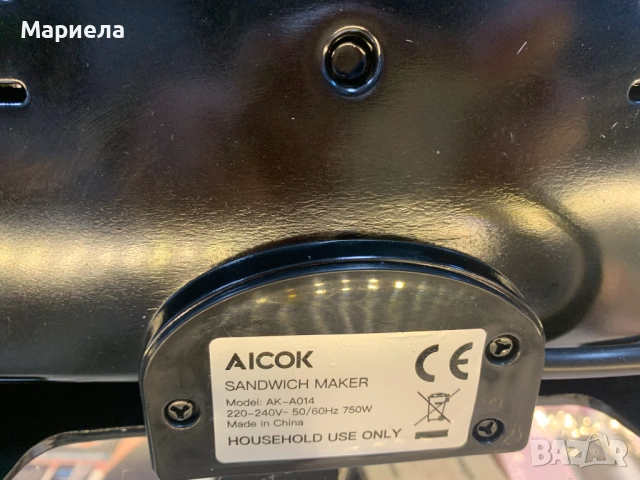 Мариела
AICOK
SANDWICH MAKER
Model: AK-A014
220-240V~ 50/60Hz 750W
Made in China
HOUSEHOLD USE ONLY
CE
BAZAR
bg